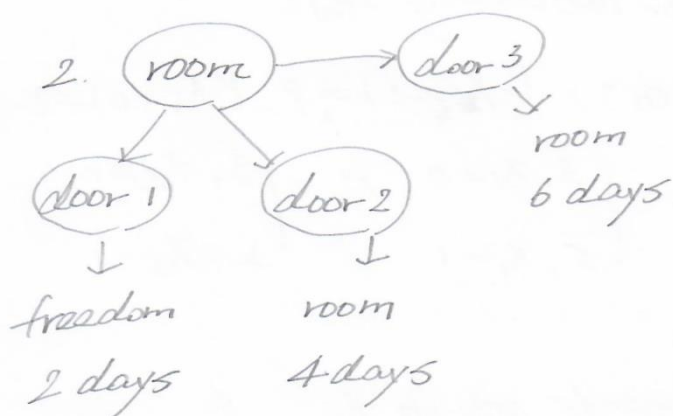 2. room
door 3
room
6 days
door 1
door 2
freedom
2 days
room
4 days